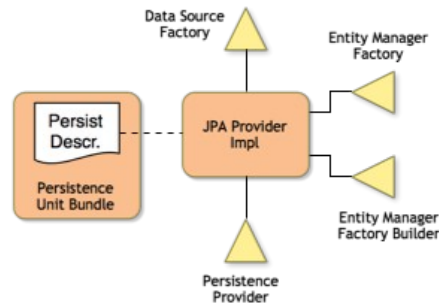 Data Source
Factory
Entity Manager
Factory
Persist
Descr.
JPA Provider
Impl
Persistence
Unit Bundle
Entity Manager
Factory Builder
Persistence
Provider